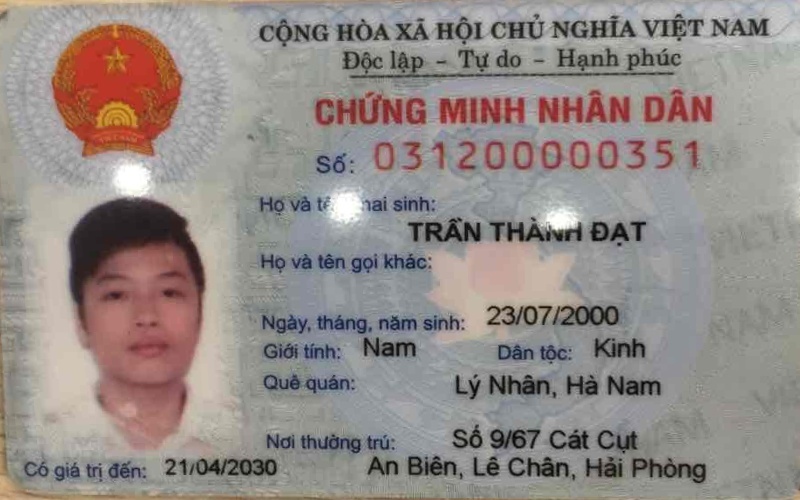 CỘNG HÒA XÃ HỘI CHỦ NGHĨA VIỆT NAM
Độc lập - Tự do - Hạnh phúc
CHỨNG MINH NHÂN DÂN
Số: 031200000351
Họ và tên khai sinh:
TRẦN THÀNH ĐẠT
Họ và tên gọi khác:
Ngày, tháng, năm sinh: 23/07/2000
Giới tính: Nam Dân tộc: Kinh
Quê quán: Lý Nhân, Hà Nam
Nơi thường trú: Số 9/67 Cát Cụt
An Biên, Lê Chân, Hải Phòng
Có giá trị đến: 21/04/2030